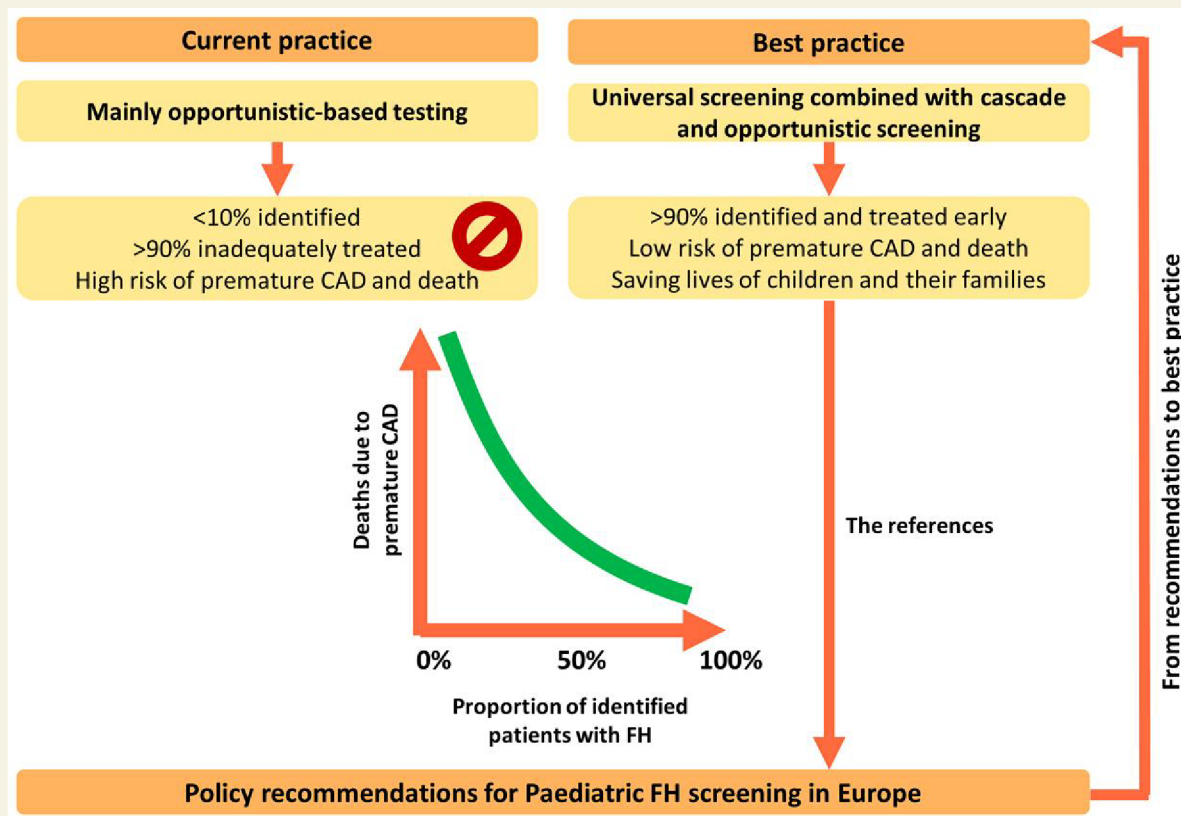 Current practice
Best practice
Mainly opportunistic-based testing
Universal screening combined with cascade
and opportunistic screening
<10% identified
>90% inadequately treated
High risk of premature CAD and death
>90% identified and treated early
Low risk of premature CAD and death
Saving lives of children and their families
Deaths due to
premature CAD
0%
50%
100%
Proportion of identified
patients with FH
The references
From recommendations to best practice
Policy recommendations for Paediatric FH screening in Europe